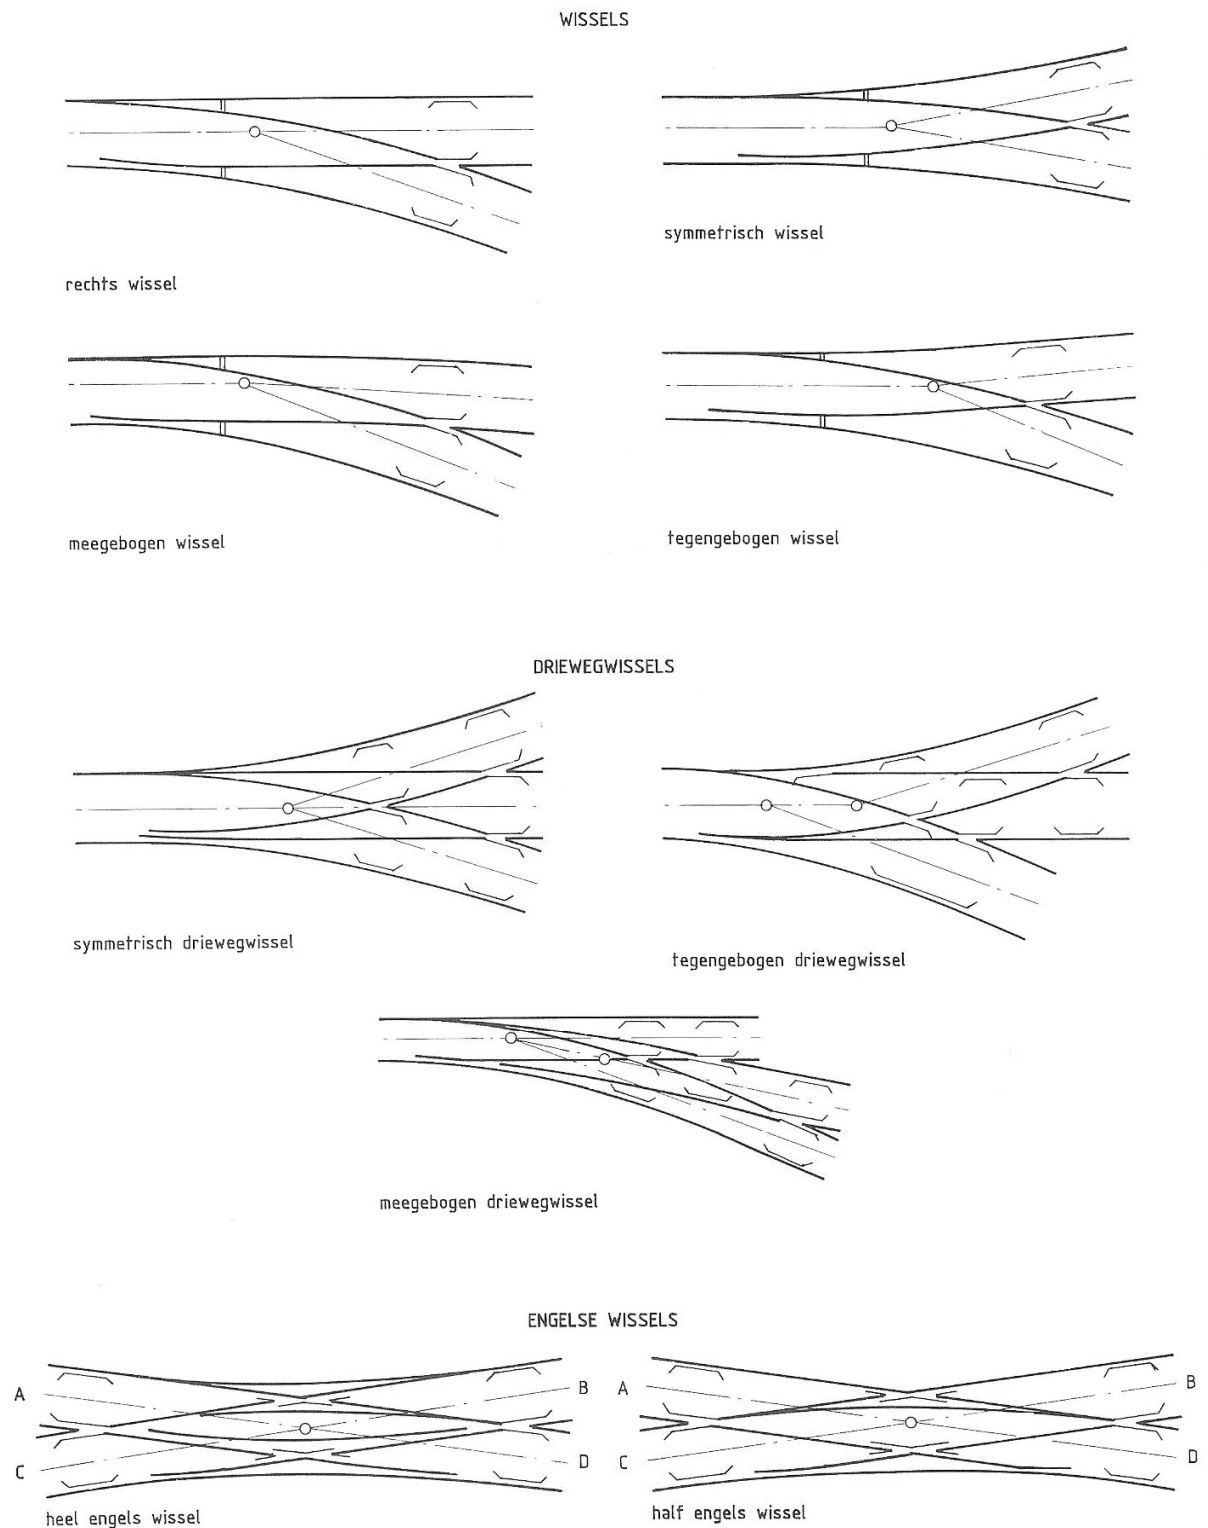 WISSELS
rechts wissel
symmetrisch wissel
meegebogen wissel
tegengebogen wissel
DRIEWEGWISSELS
symmetrisch driewegwissel
tegengebogen driewegwissel
meegebogen driewegwissel
ENGELSE WISSELS
A B
C D
heel engels wissel
A B
C D
half engels wissel